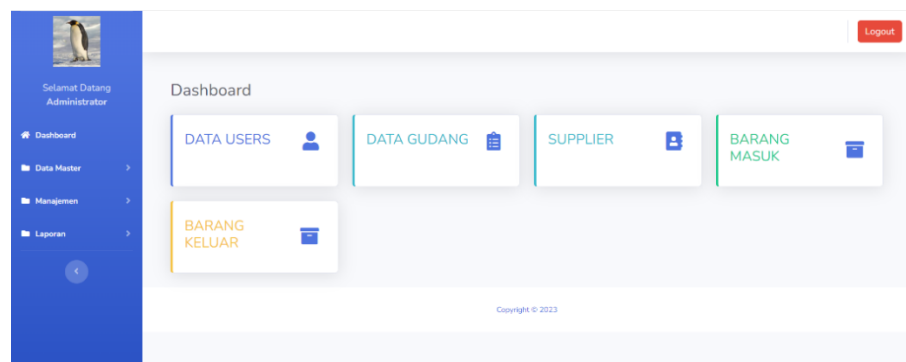 Logout
Selamat Datang
Administrator
Dashboard
Data Master
Manajemen
Laporan
Dashboard
DATA USERS
DATA GUDANG
SUPPLIER
BARANG
MASUK
BARANG
KELUAR
Copyright © 2023